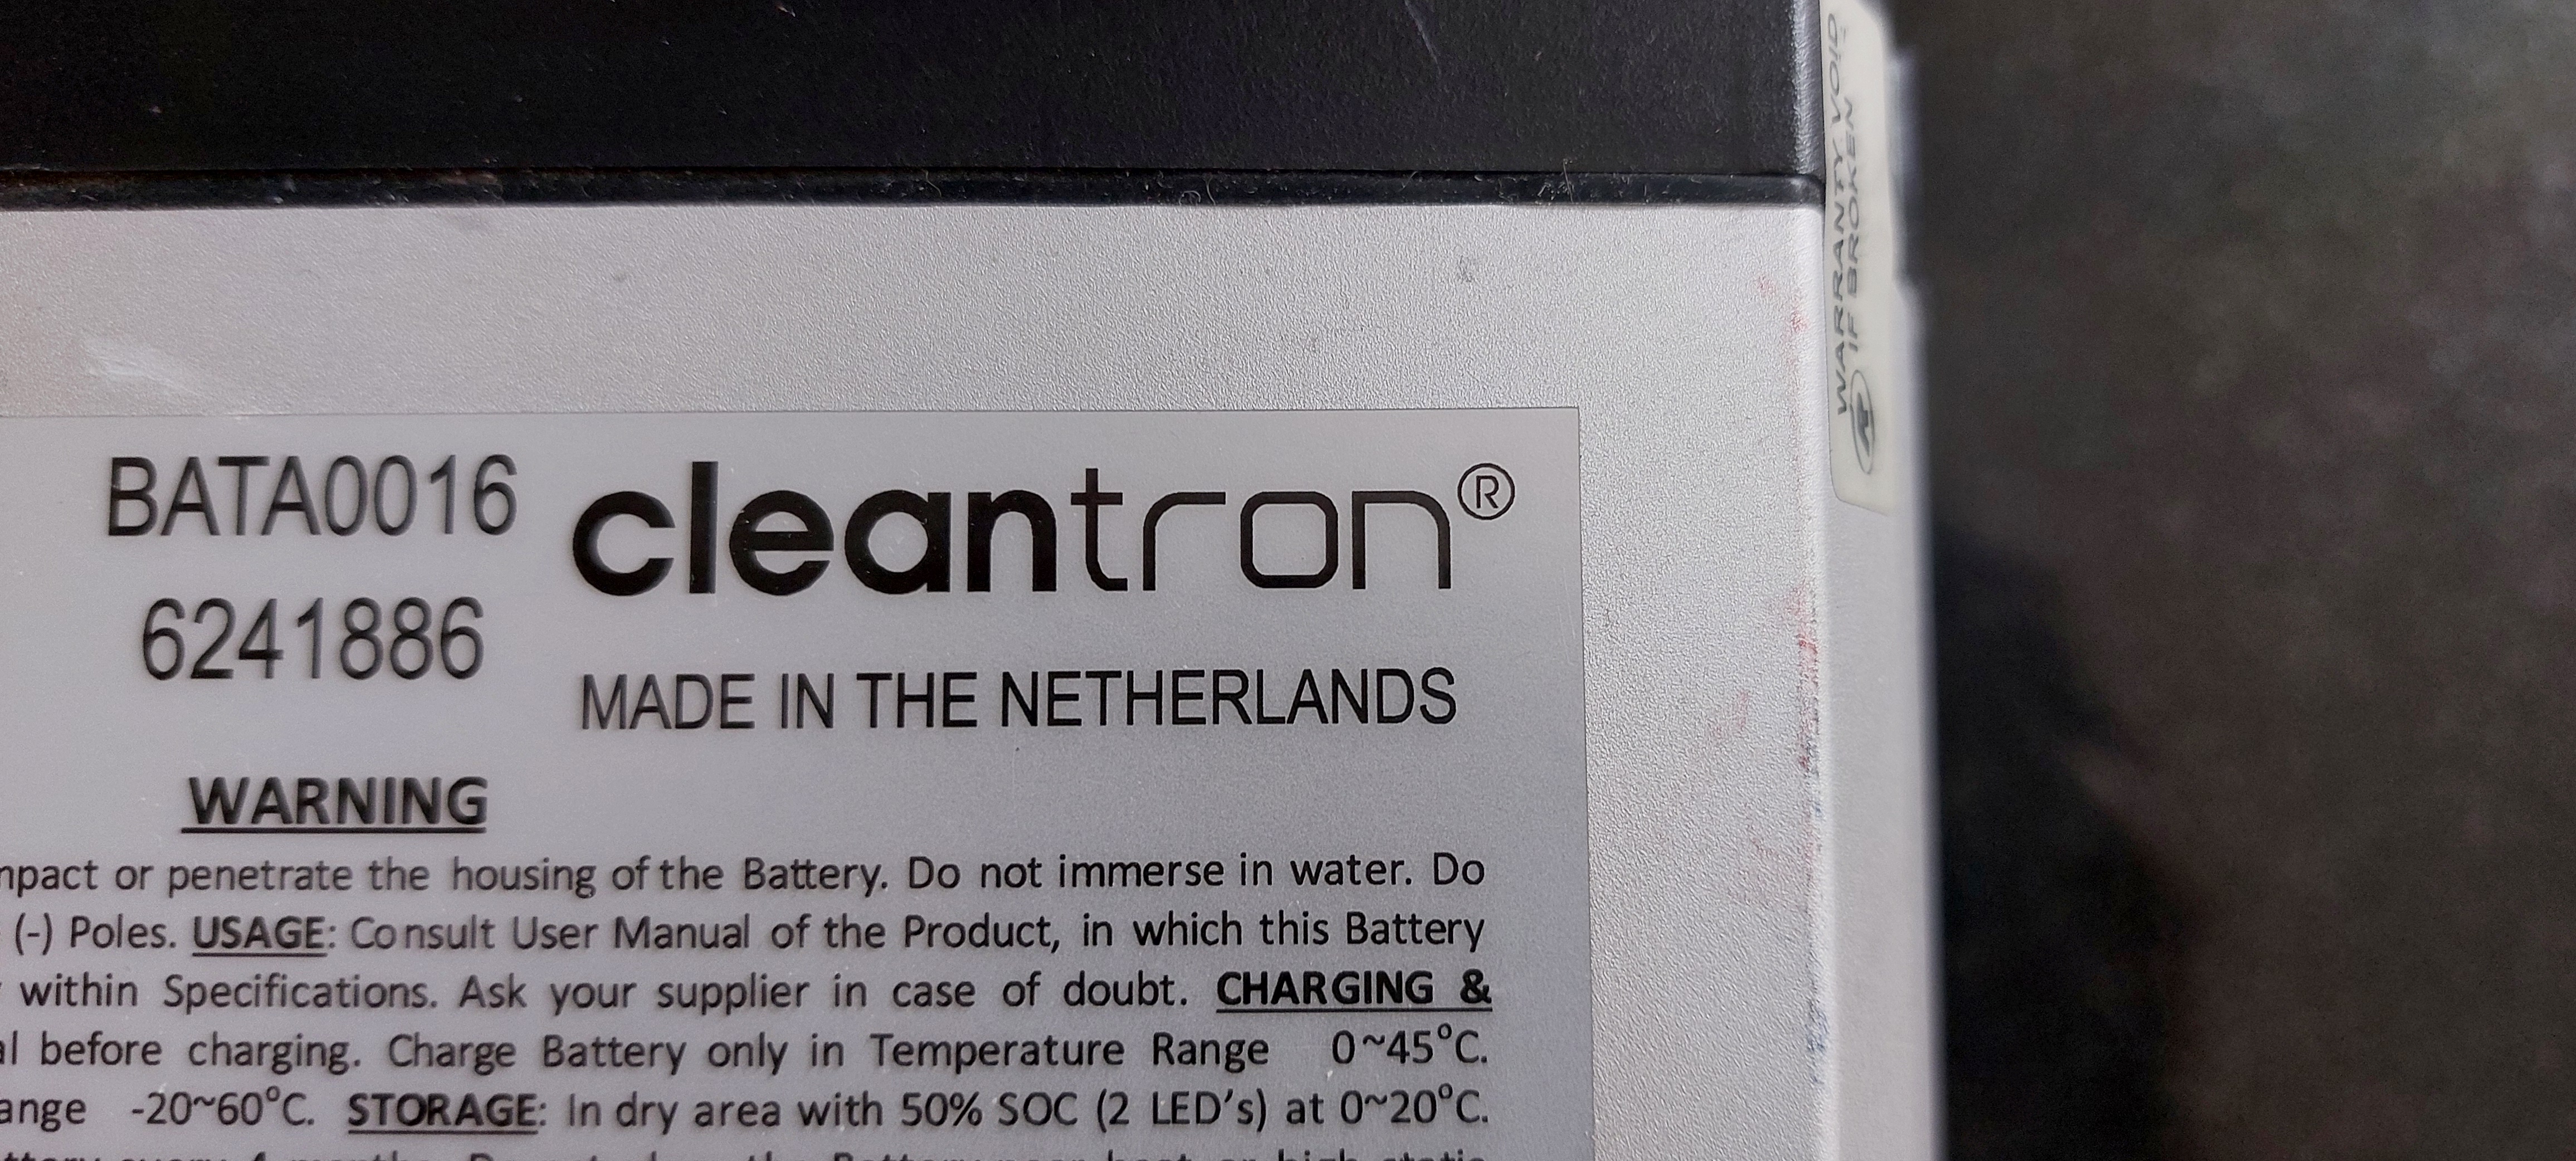 BATA0016 cleantron®
6241886
MADE IN THE NETHERLANDS
WARNING
or penetrate the housing of the Battery. Do not immerse in water. Do
(-) Poles. USAGE: Consult User Manual of the Product, in which this Battery
within Specifications. Ask your supplier in case of doubt. CHARGING &
before charging. Charge Battery only in Temperature Range 0~45°C.
-20~60°C. STORAGE: In dry area with 50% SOC (2 LED's) at 0~20°C.
WARRANTY VOID
IF BROKEN